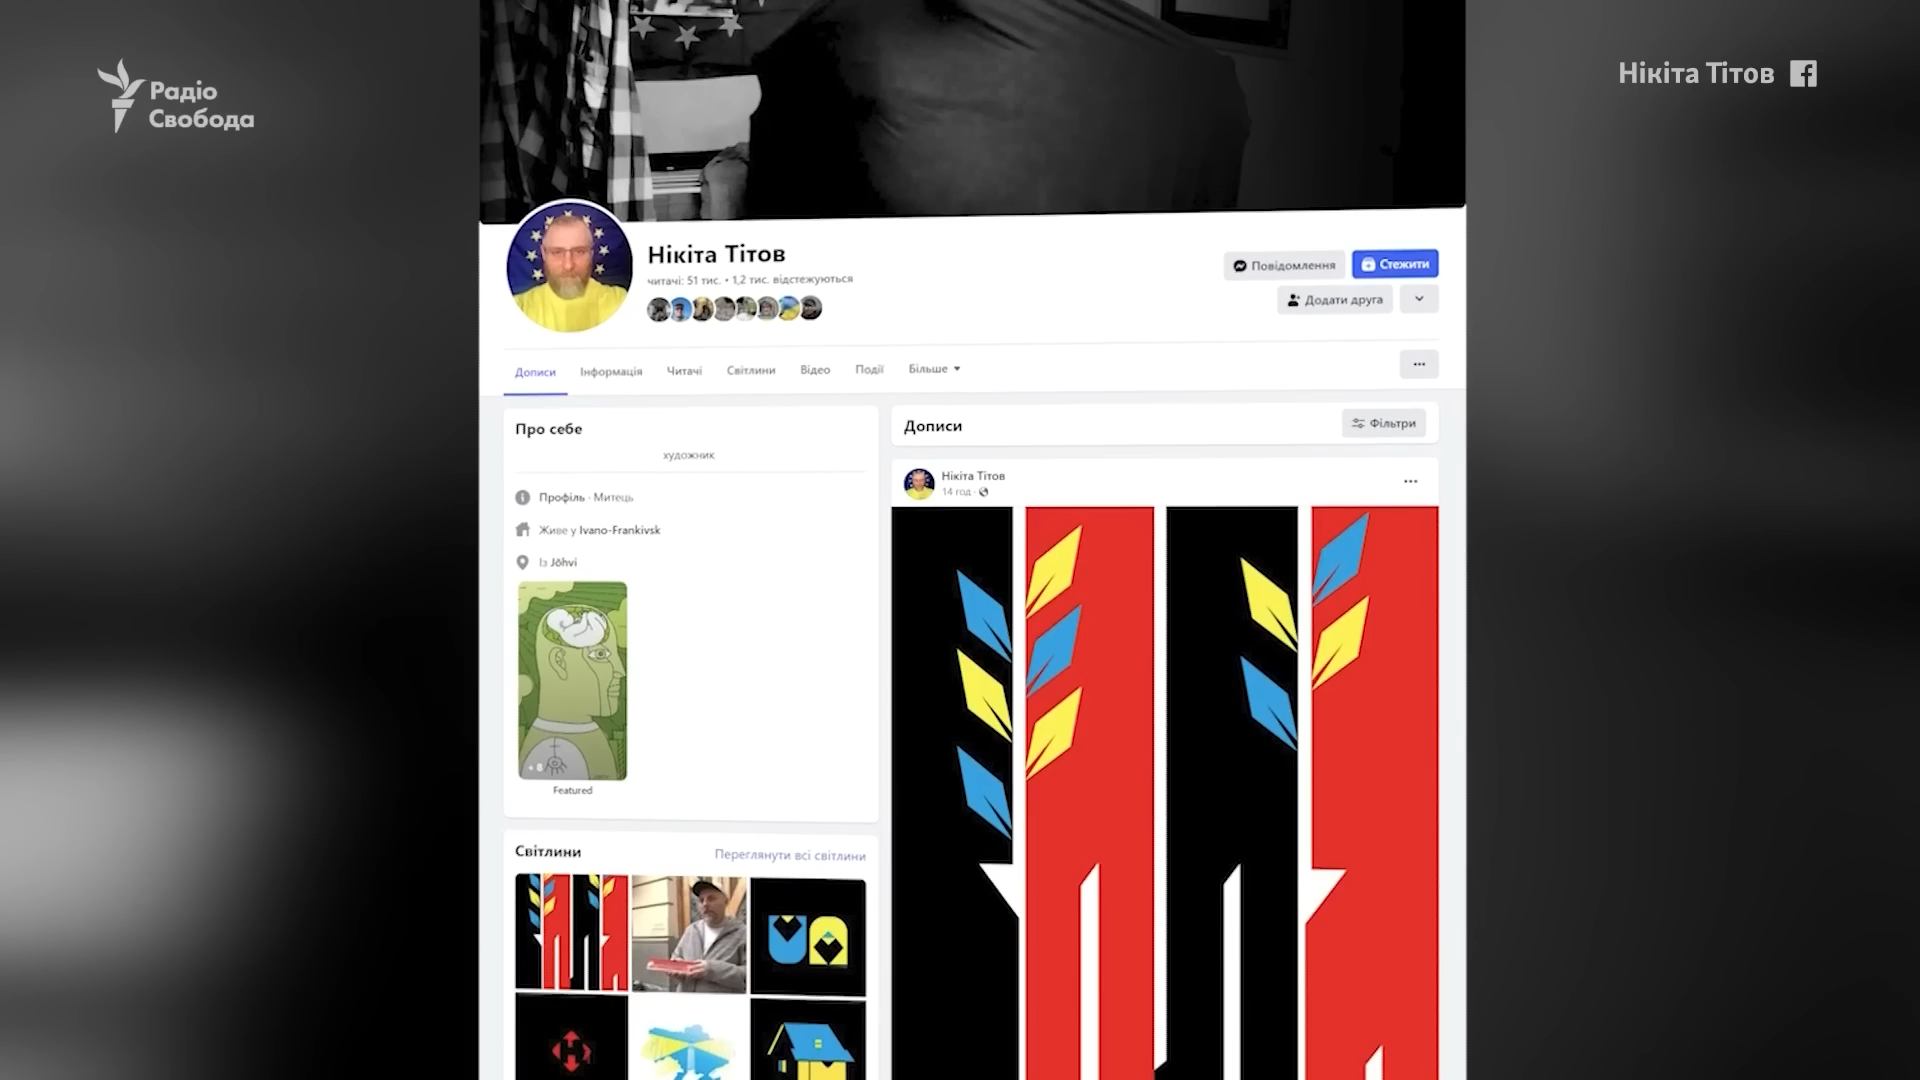 Радіо
Свобода
Нікіта Тітов
Нікіта Тітов
читачі: 51 тис. • 1,2 тис. відстежуються
Повідомлення
Стежити
Додати друга
Дописи
Інформація
Читачі
Світлини
Відео
Події
Більше
Про себе
художник
Профіль · Митець
Живе у Ivano-Frankivsk
Із Jõhvi
+ 8
Featured
Світлини
Переглянути всі світлини
Дописи
Фільтри
Нікіта Тітов
14 год ·